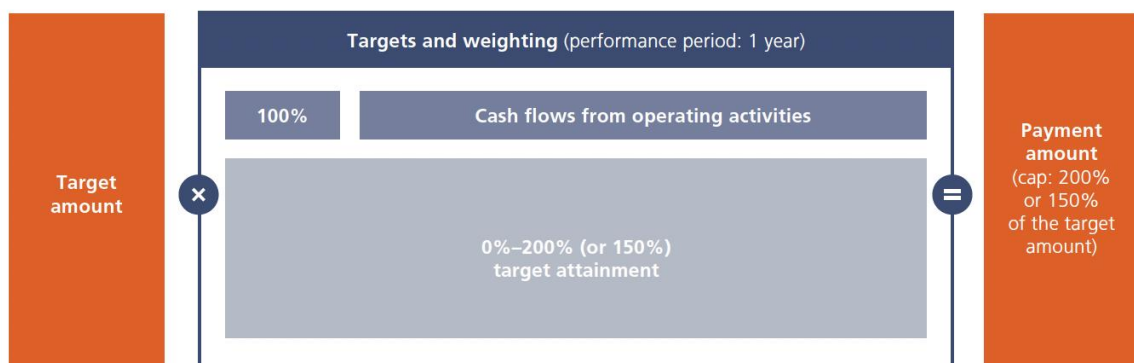 Targets and weighting (performance period: 1 year)
100%
Cash flows from operating activities
Target
amount
×
0%–200% (or 150%)
target attainment
=
Payment
amount
(cap: 200%
or 150%
of the target
amount)